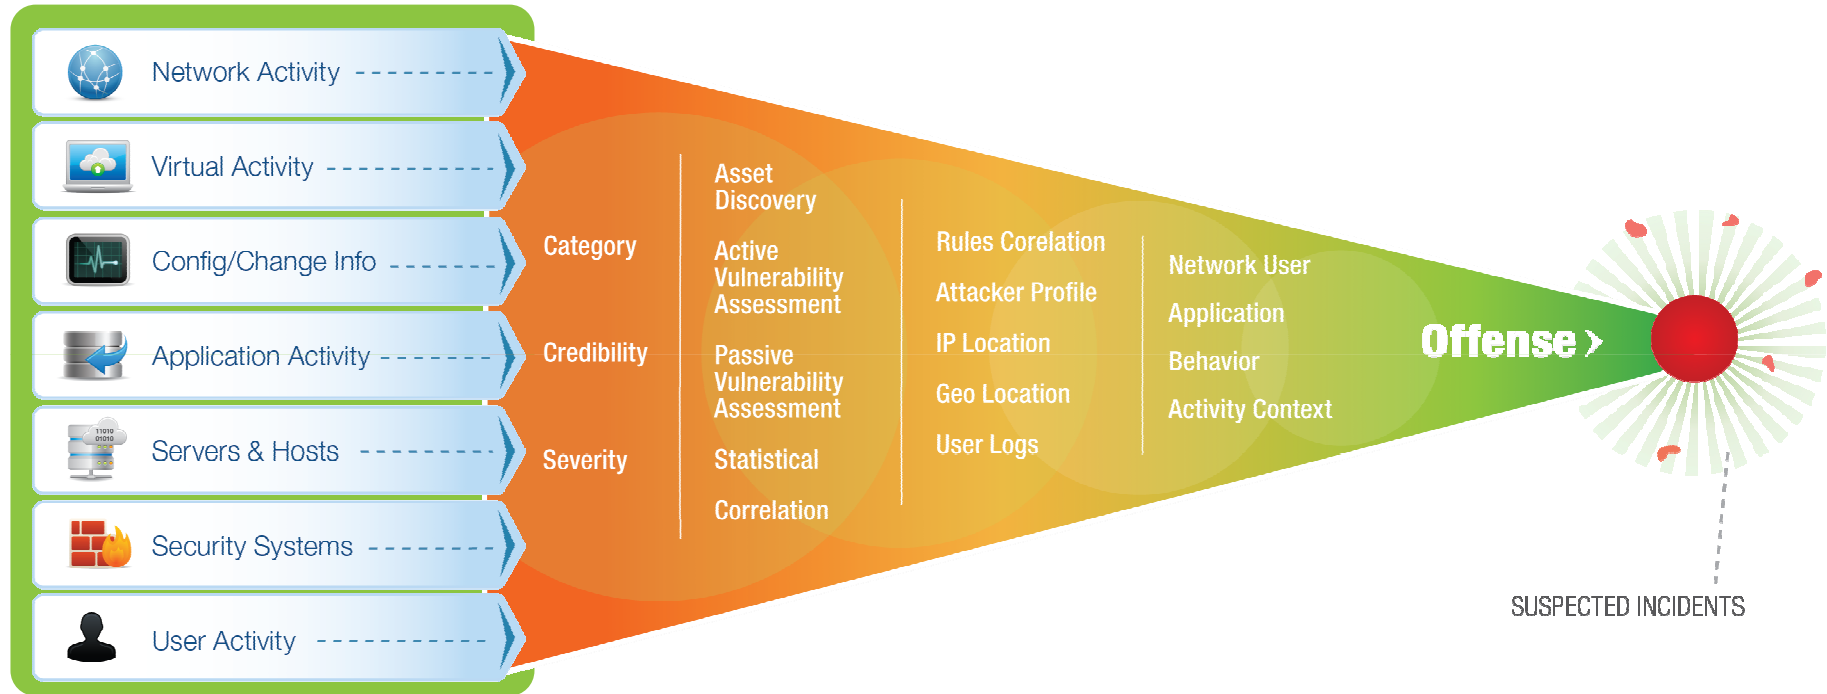 Network Activity
Virtual Activity
Config/Change Info
Application Activity
11010
01010
Servers & Hosts
Security Systems
User Activity
Category
Credibility
Severity
Asset
Discovery
Active
Vulnerability
Assessment
Passive
Vulnerability
Assessment
Statistical
Correlation
Rules Corelation
Attacker Profile
IP Location
Geo Location
User Logs
Network User
Application
Behavior
Activity Context
Offense
SUSPECTED INCIDENTS